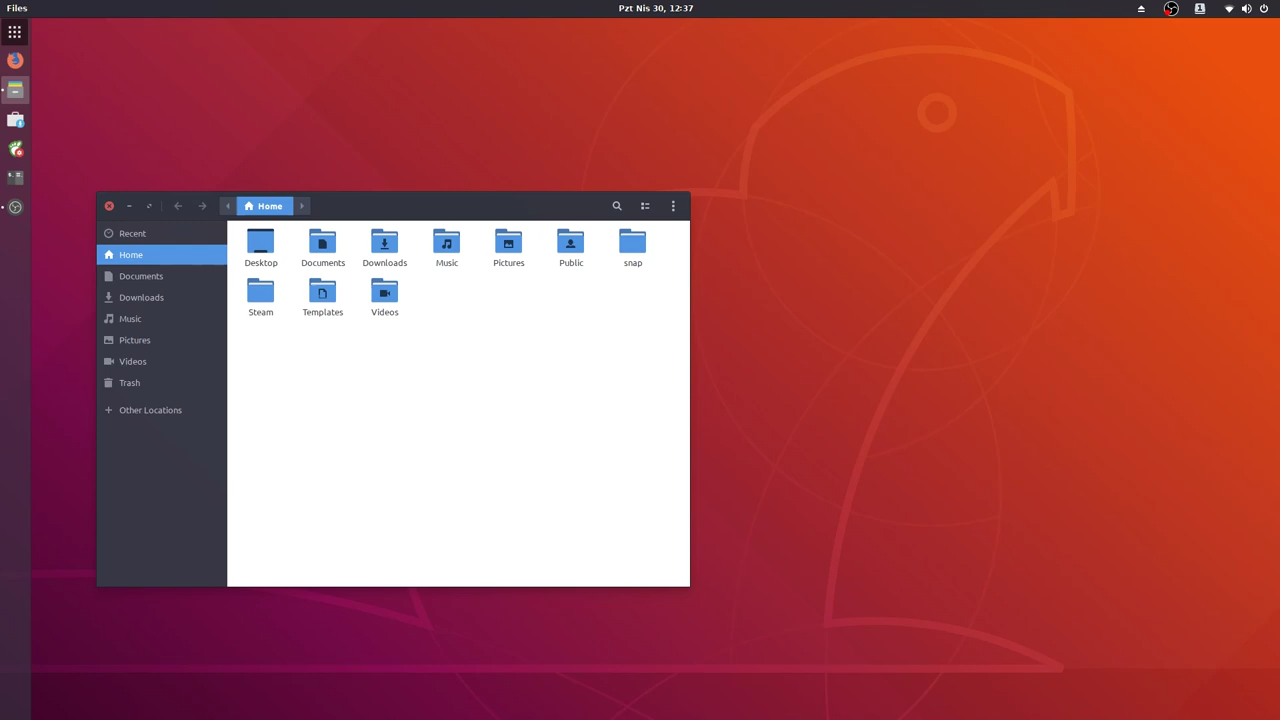 Files
Pzt Nis 30, 12:37
Home
Recent
Home
Documents
Downloads
Music
Pictures
Videos
Trash
Other Locations
Desktop Documents Downloads Music Pictures Public snap
Steam Templates Videos